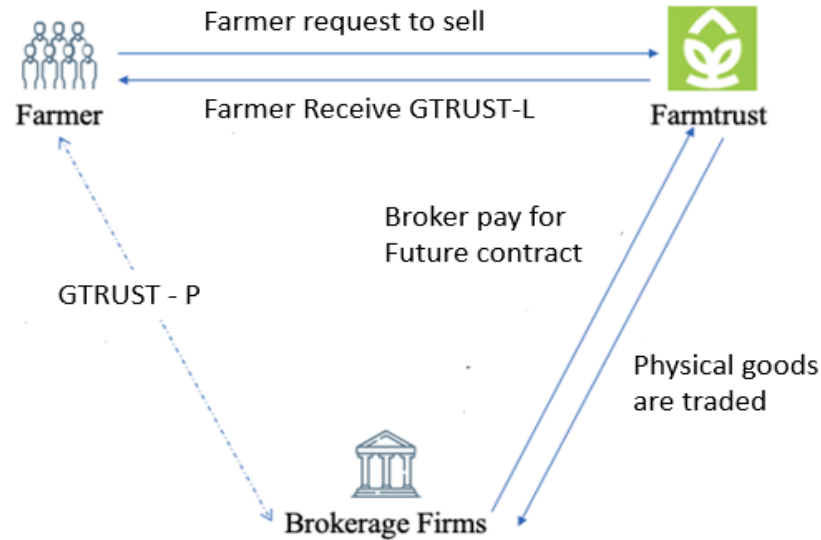 Farmer request to sell
Farmer
Farmer Receive GTRUST-L
Farmtrust
Broker pay for
Future contract
GTRUST - P
Physical goods
are traded
Brokerage Firms